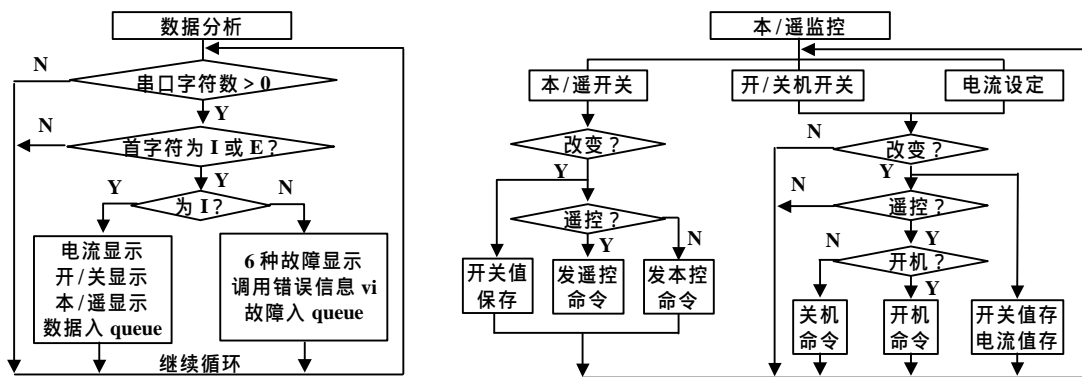 数据分析
N
串口字符数 > 0
Y
N
首字符为 I 或 E？
Y
Y
N
为 I？
电流显示
开/关显示
本/遥显示
数据入 queue
6 种故障显示
调用错误信息 vi
故障入 queue
继续循环
本/遥监控
本/遥开关
开/关机开关
电流设定
改变？
Y
遥控？
Y
N
开关值
保存
发遥控
命令
发本控
命令
N
改变？
Y
N
遥控？
N
Y
开机？
Y
关机
命令
开机
命令
开关值存
电流值存